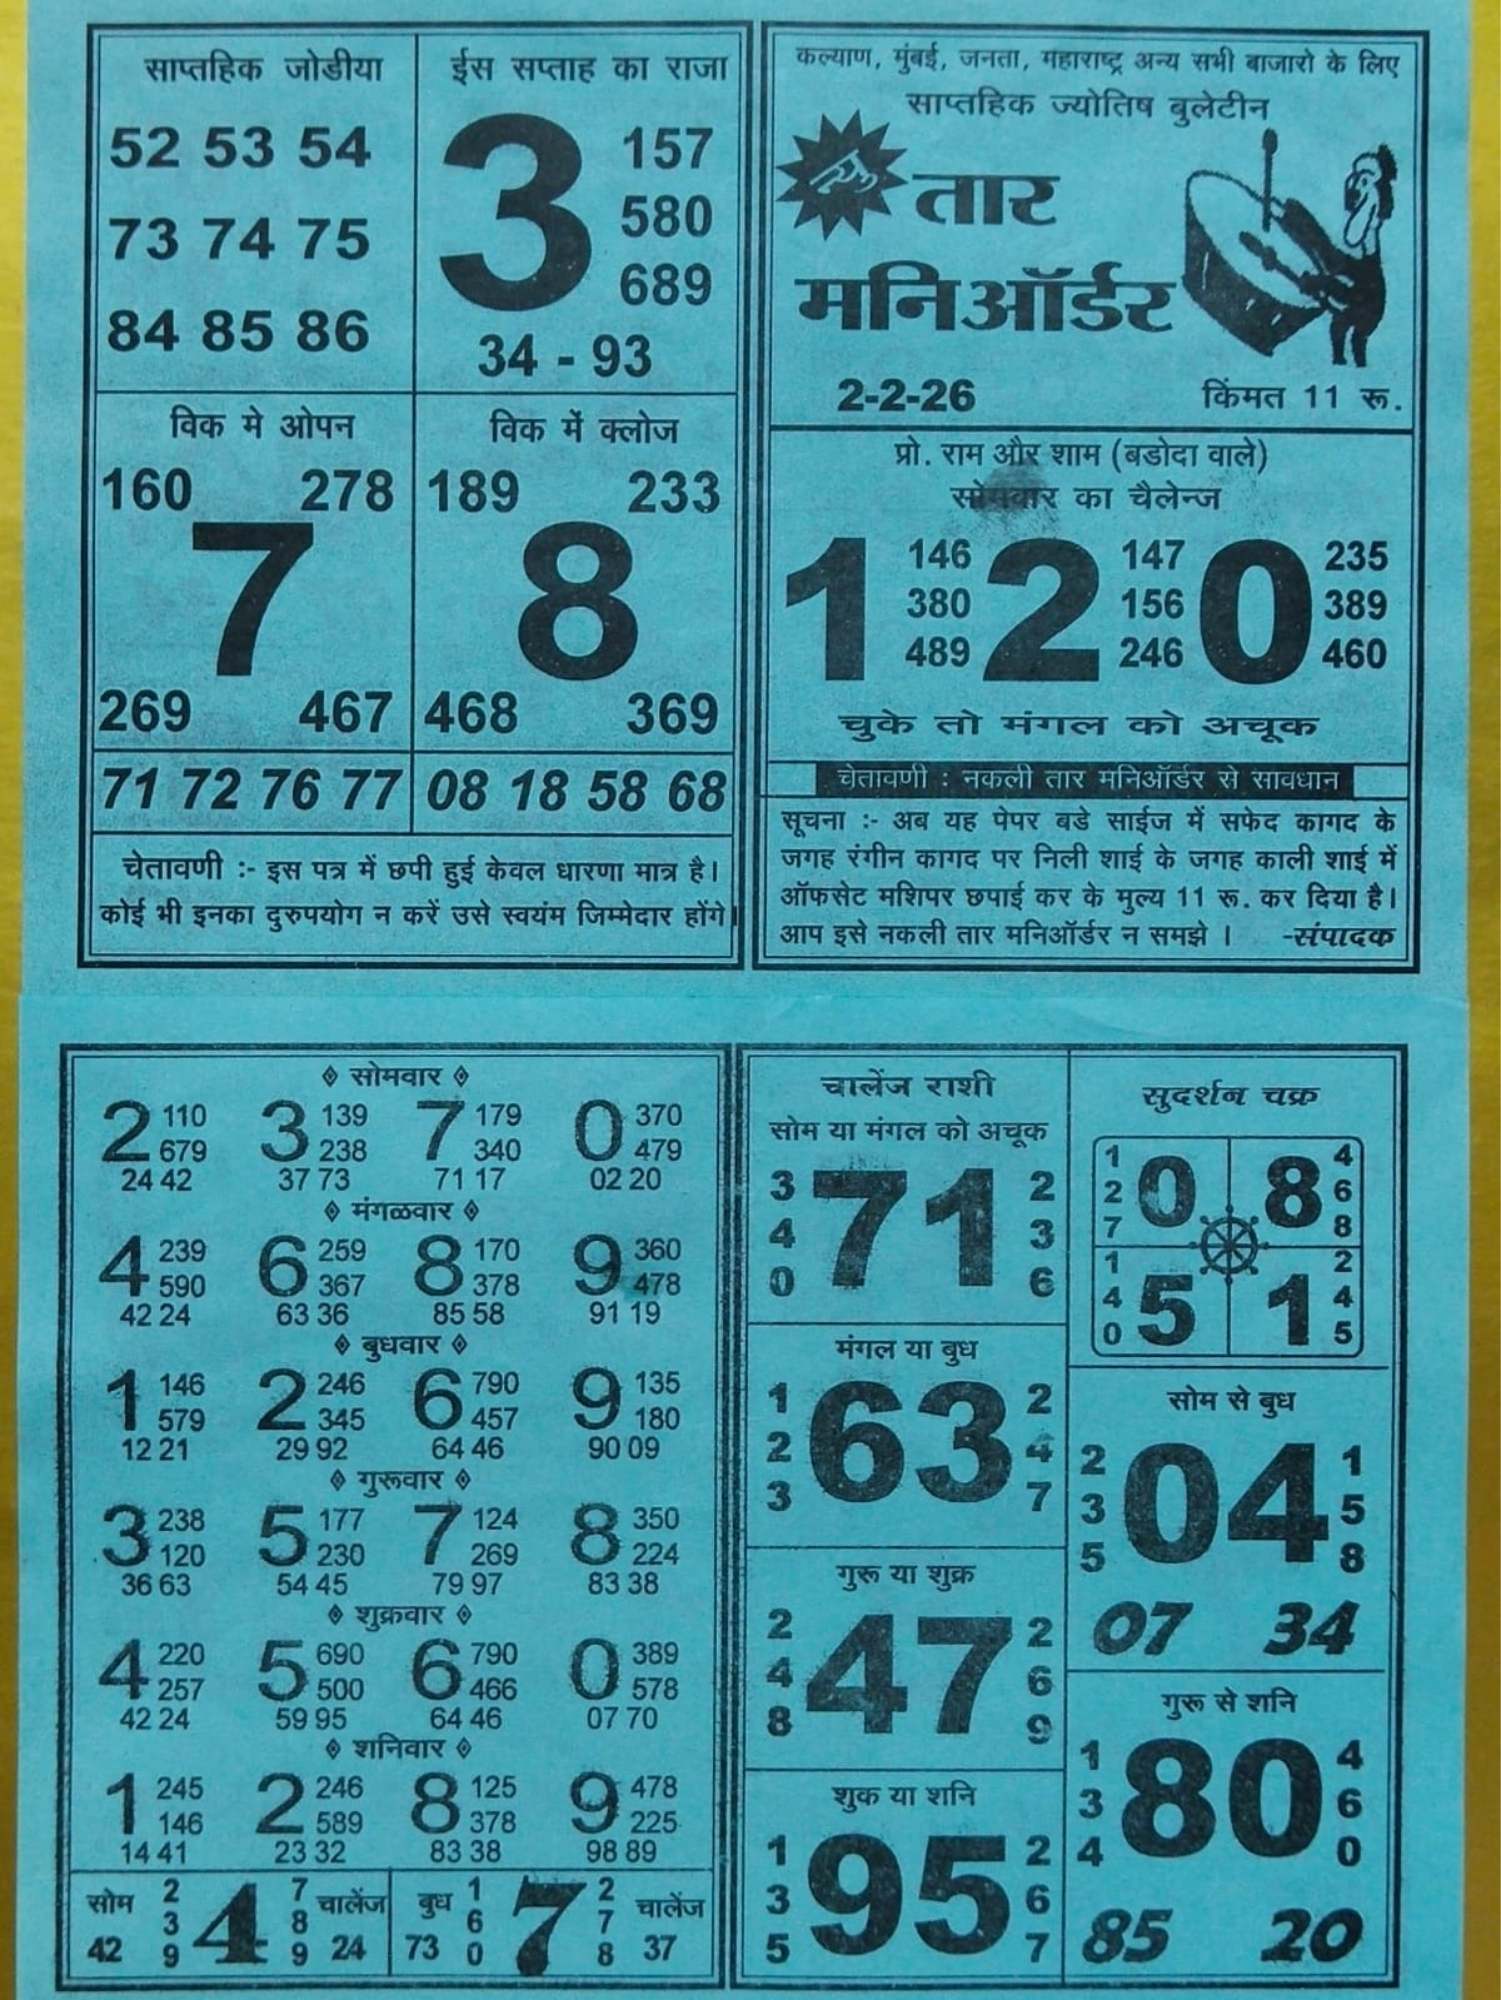 साप्तहिक जोडीया
52 53 54
73 74 75
84 85 86
ईस सप्ताह का राजा
3
157
580
689
34 - 93
विक मे ओपन
160 278
7
269 467
71 72 76 77
विक में क्लोज
189 233
8
468 369
08 18 58 68
चेतावणी :- इस पत्र में छपी हुई केवल धारणा मात्र है।
कोई भी इनका दुरुपयोग न करें उसे स्वयंम जिम्मेदार होंगे।
कल्याण, मुंबई, जनता, महाराष्ट्र अन्य सभी बाजारो के लिए
साप्तहिक ज्योतिष बुलेटीन
तार
मनिऑर्डर
2-2-26 किंमत 11 रू.
प्रो. राम और शाम (बडोदा वाले)
सोमवार का चैलेन्ज
1 146 2 147 0 235
380 156 389
489 246 460
चुके तो मंगल को अचूक
चेतावणी : नकली तार मनिऑर्डर से सावधान
सूचना :- अब यह पेपर बडे साईज में सफेद कागद के
जगह रंगीन कागद पर निली शाई के जगह काली शाई में
ऑफसेट मशिपर छपाई कर के मुल्य 11 रू. कर दिया है।
आप इसे नकली तार मनिऑर्डर न समझे । -संपादक
सोमवार
2 110 3 139 7 179 0 370
679 238 340 479
24 42 37 73 71 17 02 20
मंगळवार
4 239 6 259 8 170 9 360
590 367 378 478
42 24 63 36 85 58 91 19
बुधवार
1 146 2 246 6 790 9 135
579 345 457 180
12 21 29 92 64 46 90 09
गुरूवार
3 238 5 177 7 124 8 350
120 230 269 224
36 63 54 45 79 97 83 38
शुक्रवार
4 220 5 690 6 790 0 389
257 500 466 578
42 24 59 95 64 46 07 70
शनिवार
1 245 2 246 8 125 9 478
146 589 378 225
14 41 23 32 83 38 98 89
सोम 2 4 7 चालेंज
3 8
42 9 9 24
बुध 1 7 2 चालेंज
6 7
73 0 8 37
चालेंज राशी
सोम या मंगल को अचूक
3 71 2
4 3
0 6
मंगल या बुध
1 63 2
2 4
3 7
गुरू या शुक्र
2 47 2
4 6
8 9
शुक या शनि
1 95 2
3 6
5 7
सुदर्शन चक्र
1 0 8 4
2 6
7 8
1 5 1 2
4 4
0 5
सोम से बुध
2 04 1
3 5
5 8
07 34
गुरू से शनि
1 80 4
3 6
4 0
85 20